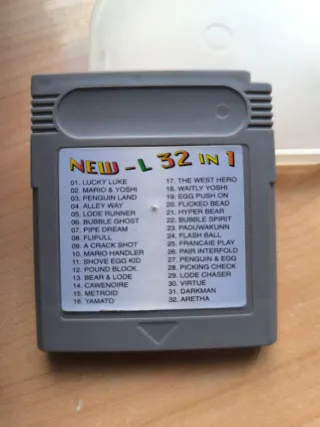 NEW -L 32 IN 1
01. LUCKY LUKE
02. MARIO & YOSHI
03. PENGUIN LAND
04. ALLEY WAY
05. LODE RUNNER
06. BUBBLE GHOST
07. PIPE DREAM
08. FLIPULL
09. A CRACK SHOT
10. MARIO HANDLER
11. SHOVE EGG KID
12. POUND BLOCK
13. BEAR & LODE
14. CAWENOIRE
15. METROID
16. YAMATO
17. THE WEST HERO
18. WAITLY YOSHI
19. EGG PUSH ON
20. FLICKED BEAD
21. HYPER BEAR
22. BUBBLE SPIRIT
23. PADUWAKUNN
24. PLASH BALL
25. FRANCAIE PLAY
26. PAIR INTERFOLD
27. PENGUIN & EGG
28. PICKING CHECK
29. LODE CHASER
30. VIRTUE
31. DARKMAN
32. ARETHA